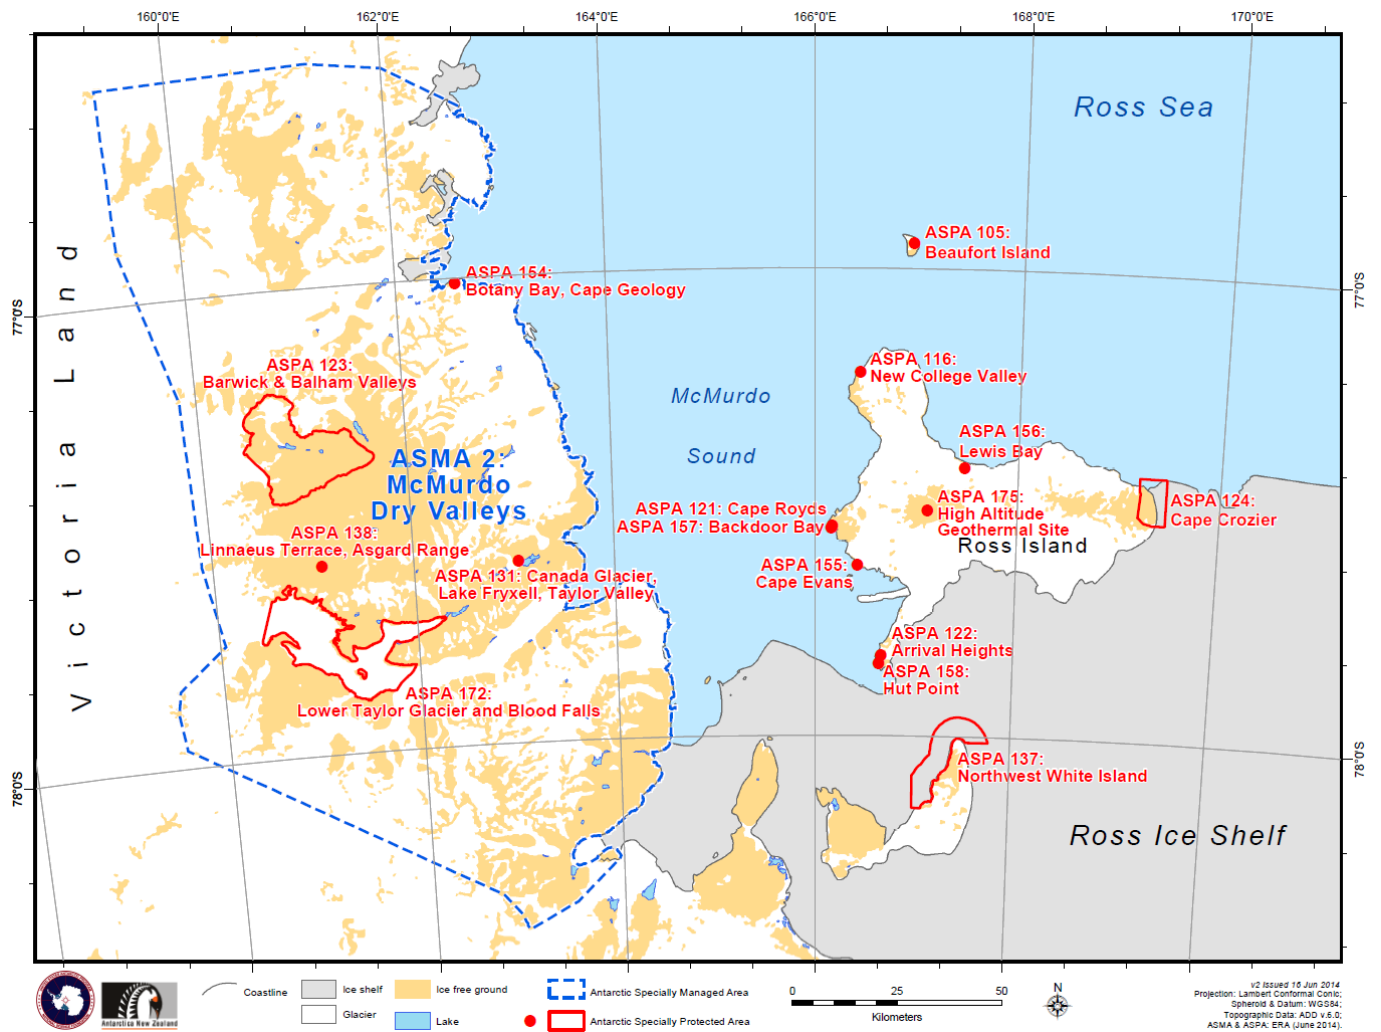 160°0'E
162°0'E
164°0'E
166°0'E
168°0'E
170°0'E
Ross Sea
ASPA 105:
Beaufort Island
ASPA 154:
Botany Bay, Cape Geology
77°0'S
77°0'S
Victoria Land
ASPA 123:
Barwick & Balham Valleys
ASPA 116:
New College Valley
McMurdo
Sound
ASMA 2:
McMurdo
Dry Valleys
ASPA 156:
Lewis Bay
ASPA 121: Cape Royds
ASPA 157: Backdoor Bay
ASPA 175:
High Altitude
Geothermal Site
ASPA 124:
Cape Crozier
Ross Island
ASPA 138:
Linnaeus Terrace, Asgard Range
ASPA 131: Canada Glacier,
Lake Fryxell, Taylor Valley
ASPA 155:
Cape Evans
ASPA 122:
Arrival Heights
ASPA 158:
Hut Point
ASPA 172:
Lower Taylor Glacier and Blood Falls
ASPA 137:
Northwest White Island
78°0'S
78°0'S
Ross Ice Shelf
Antarctica New Zealand
Coastline
Ice shelf
Glacier
Ice free ground
Lake
Antarctic Specially Managed Area
Antarctic Specially Protected Area
0 25 50
Kilometers
N
v2 Issued 16 Jun 2014
Projection: Lambert Conformal Conic;
Spheroid & Datum: WGS84;
Topographic Data: ADD v.6.0;
ASMA & ASPA: ERA (June 2014).